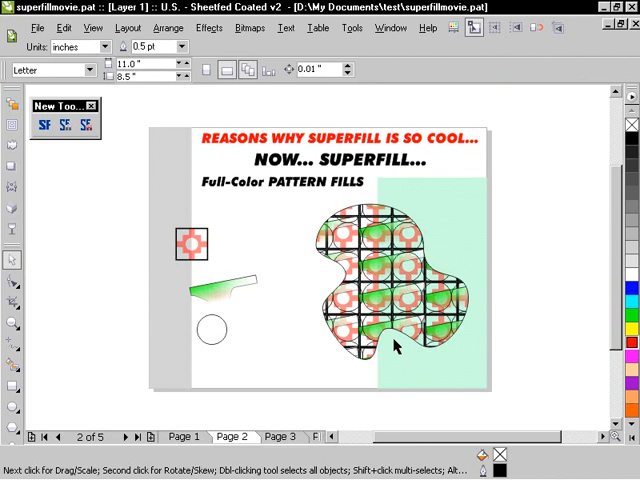 superfillmovie.pat :: Sheet(Page 2) :: U.S. - Sheetfed Coated v2 - [D:\My Documents\test\superfillmovie.pat]
File Edit View Layout Arrange Effects Bitmaps Text Tools Window Help
Units: inches 0.5 pt
Letter 11.0" 8.5" 0.01"
New Too...
SF SF SF
REASONS WHY SUPERFILL IS SO COOL...
NOW... SUPERFILL...
Full-Color PATTERN FILLS
2 of 5 Page 1 Page 2 Page 3 P
Next click for Drag/Scale; Second click for Rotate/Skew; Dbl-clicking tool selects all objects; Shift+click multi-selects; Alt...